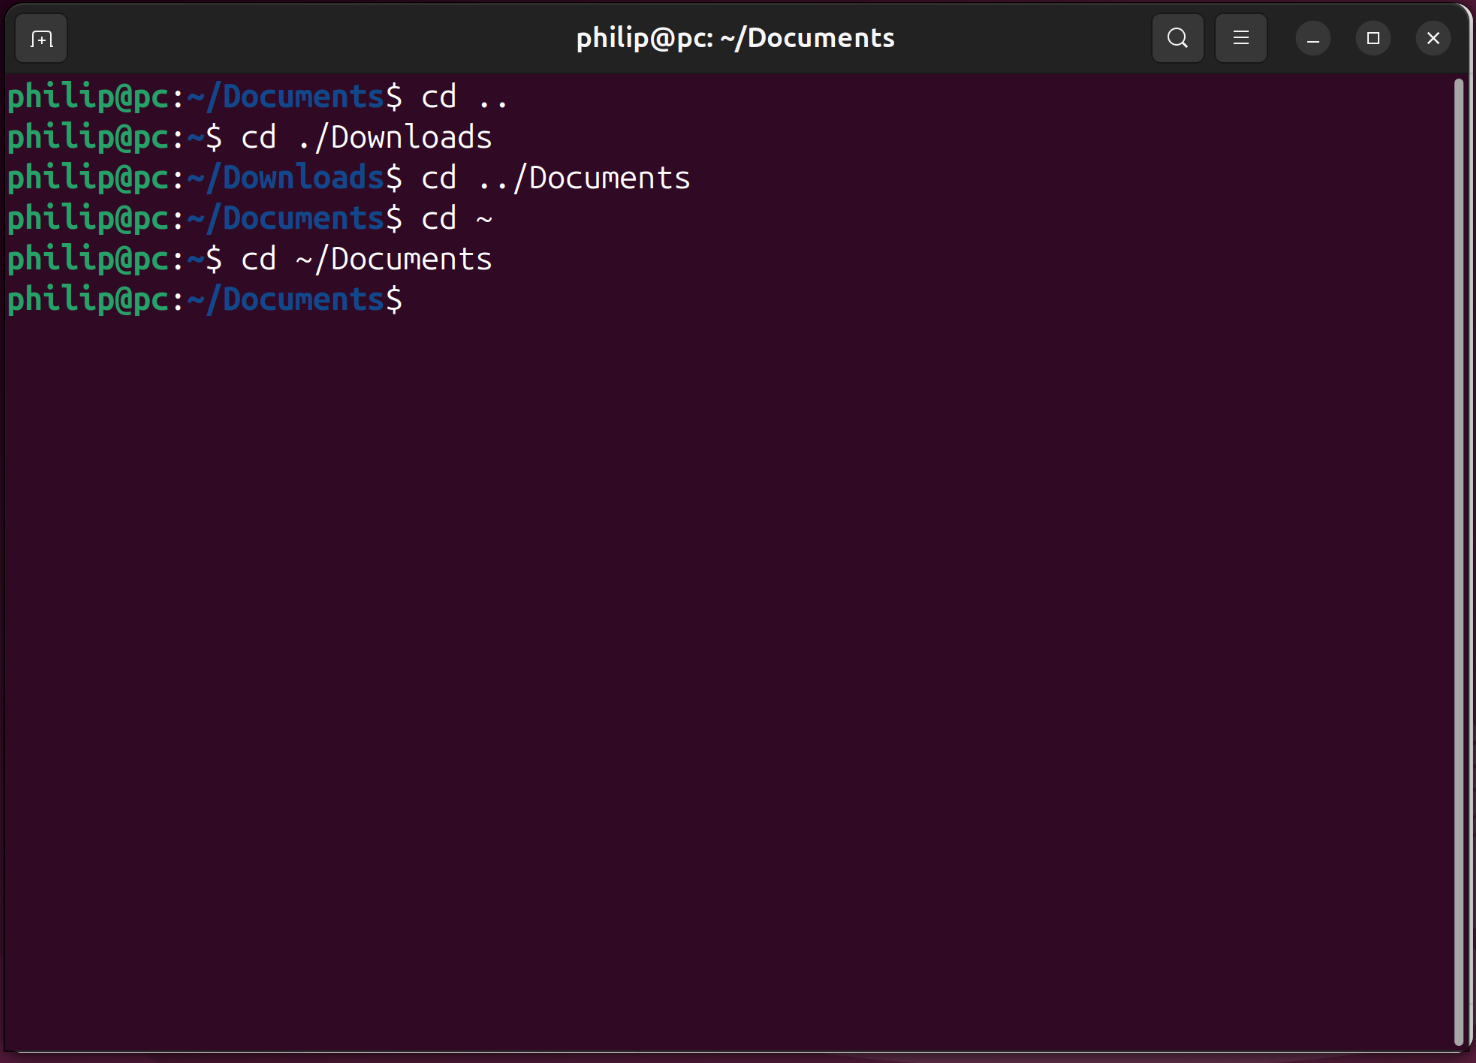 philip@pc: ~/Documents
philip@pc:~/Documents$ cd ..
philip@pc:~$ cd ./Downloads
philip@pc:~/Downloads$ cd ../Documents
philip@pc:~/Documents$ cd ~
philip@pc:~$ cd ~/Documents
philip@pc:~/Documents$